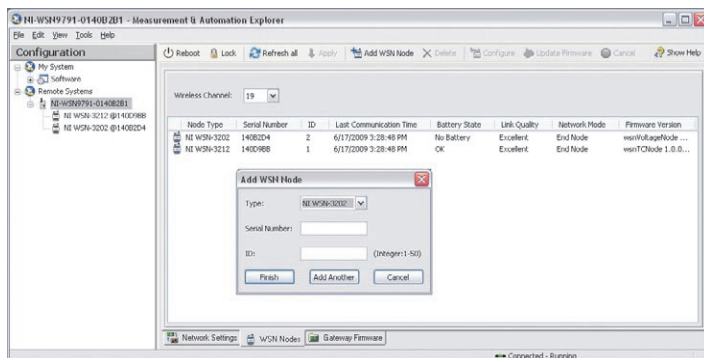 NI-WSN9791-0140B2B1 - Measurement & Automation Explorer
File Edit View Tools Help
Configuration
My System
Software
Remote Systems
NI-WSN9791-0140B2B1
NI WSN-3212 @140D9BB
NI WSN-3202 @140B2D4
Reboot Lock Refresh all Apply Add WSN Node Delete Configure Update Firmware Cancel Show Help
Wireless Channel: 19
Node Type Serial Number ID Last Communication Time Battery State Link Quality Network Mode Firmware Version
NI WSN-3202 140B2D4 2 6/17/2009 3:28:48 PM No Battery Excellent End Node wsnVoltageNode ...
NI WSN-3212 140D9BB 1 6/17/2009 3:28:48 PM OK Excellent End Node wsnTCNode 1.0.0...
Add WSN Node
Type: NI WSN-3202
Serial Number:
ID: (Integer:1-50)
Finish Add Another Cancel
Network Settings WSN Nodes Gateway Firmware
Connected - Running